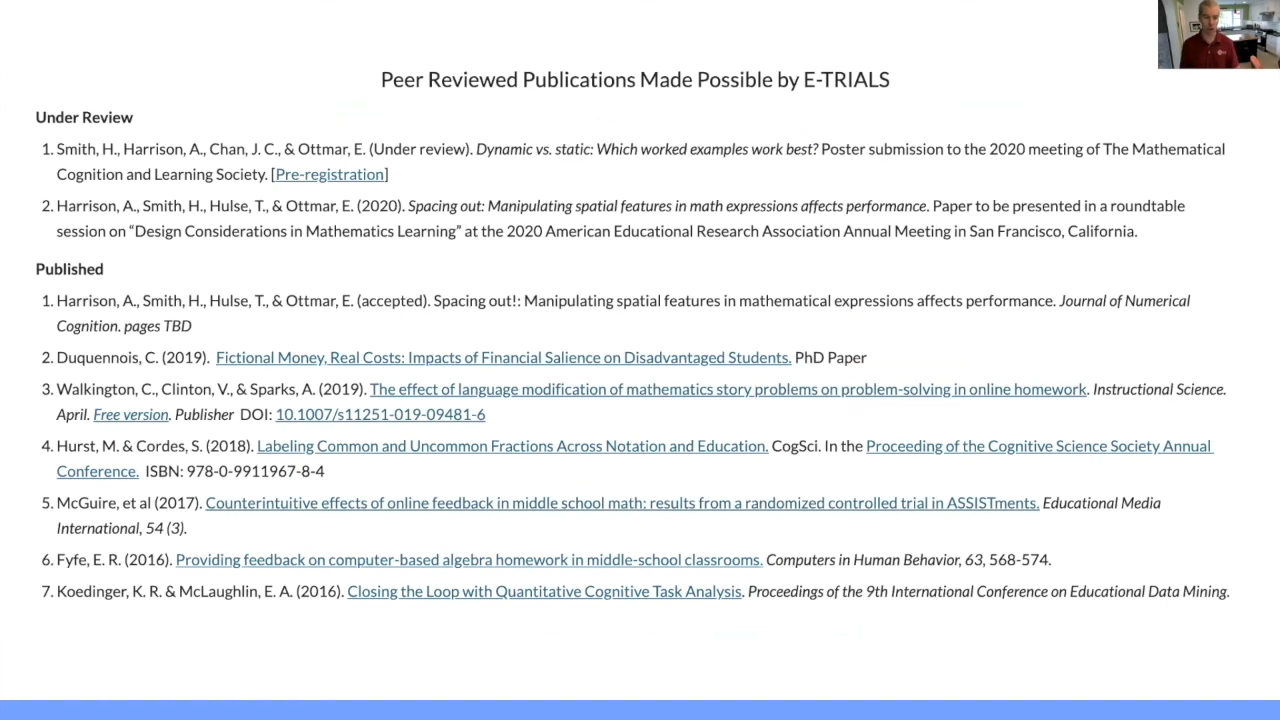 Peer Reviewed Publications Made Possible by E-TRIALS
Under Review
1. Smith, H., Harrison, A., Chan, J. C., & Ottmar, E. (Under review). Dynamic vs. static: Which worked examples work best? Poster submission to the 2020 meeting of The Mathematical
Cognition and Learning Society. [Pre-registration]
2. Harrison, A., Smith, H., Hulse, T., & Ottmar, E. (2020). Spacing out: Manipulating spatial features in math expressions affects performance. Paper to be presented in a roundtable
session on “Design Considerations in Mathematics Learning” at the 2020 American Educational Research Association Annual Meeting in San Francisco, California.
Published
1. Harrison, A., Smith, H., Hulse, T., & Ottmar, E. (accepted). Spacing out!: Manipulating spatial features in mathematical expressions affects performance. Journal of Numerical
Cognition. pages TBD
2. Duquennois, C. (2019). Fictional Money, Real Costs: Impacts of Financial Salience on Disadvantaged Students. PhD Paper
3. Walkington, C., Clinton, V., & Sparks, A. (2019). The effect of language modification of mathematics story problems on problem-solving in online homework. Instructional Science.
April. Free version. Publisher DOI: 10.1007/s11251-019-09481-6
4. Hurst, M. & Cordes, S. (2018). Labeling Common and Uncommon Fractions Across Notation and Education. CogSci. In the Proceeding of the Cognitive Science Society Annual
Conference. ISBN: 978-0-9911967-8-4
5. McGuire, et al (2017). Counterintuitive effects of online feedback in middle school math: results from a randomized controlled trial in ASSISTments. Educational Media
International, 54 (3).
6. Fyfe, E. R. (2016). Providing feedback on computer-based algebra homework in middle-school classrooms. Computers in Human Behavior, 63, 568-574.
7. Koedinger, K. R. & McLaughlin, E. A. (2016). Closing the Loop with Quantitative Cognitive Task Analysis. Proceedings of the 9th International Conference on Educational Data Mining.